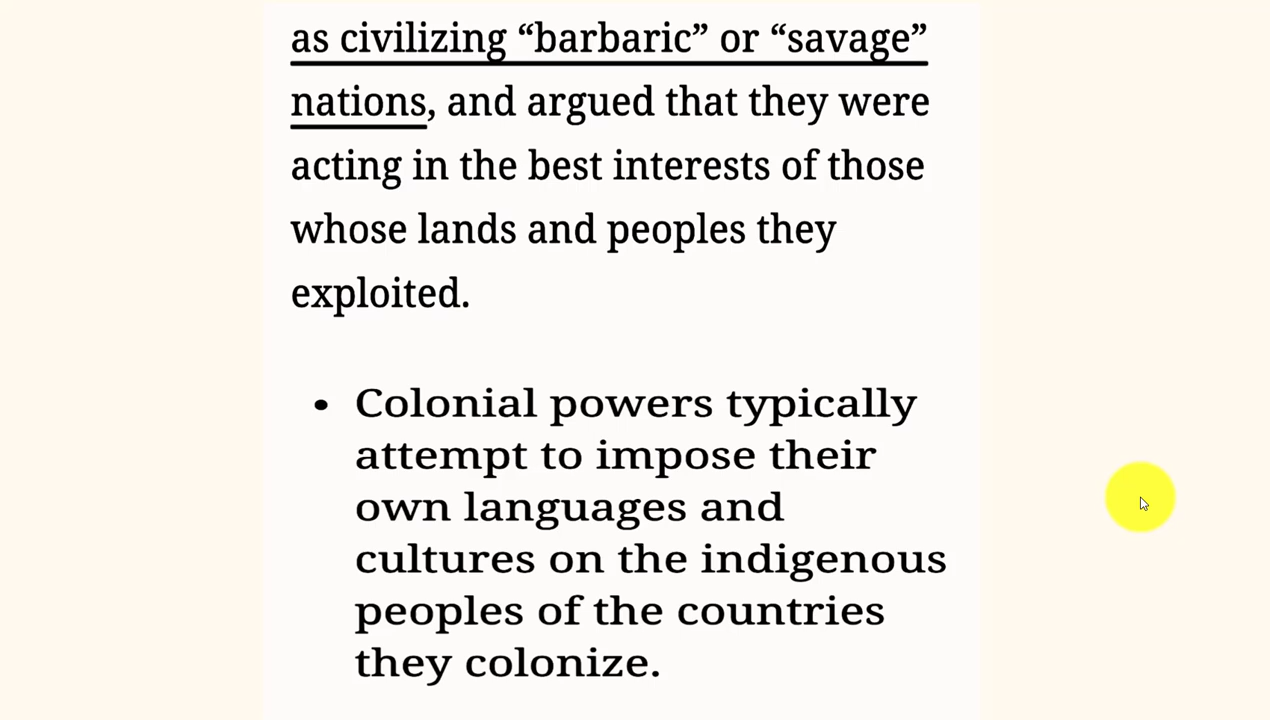 as civilizing “barbaric” or “savage”
nations, and argued that they were
acting in the best interests of those
whose lands and peoples they
exploited.
• Colonial powers typically
attempt to impose their
own languages and
cultures on the indigenous
peoples of the countries
they colonize.